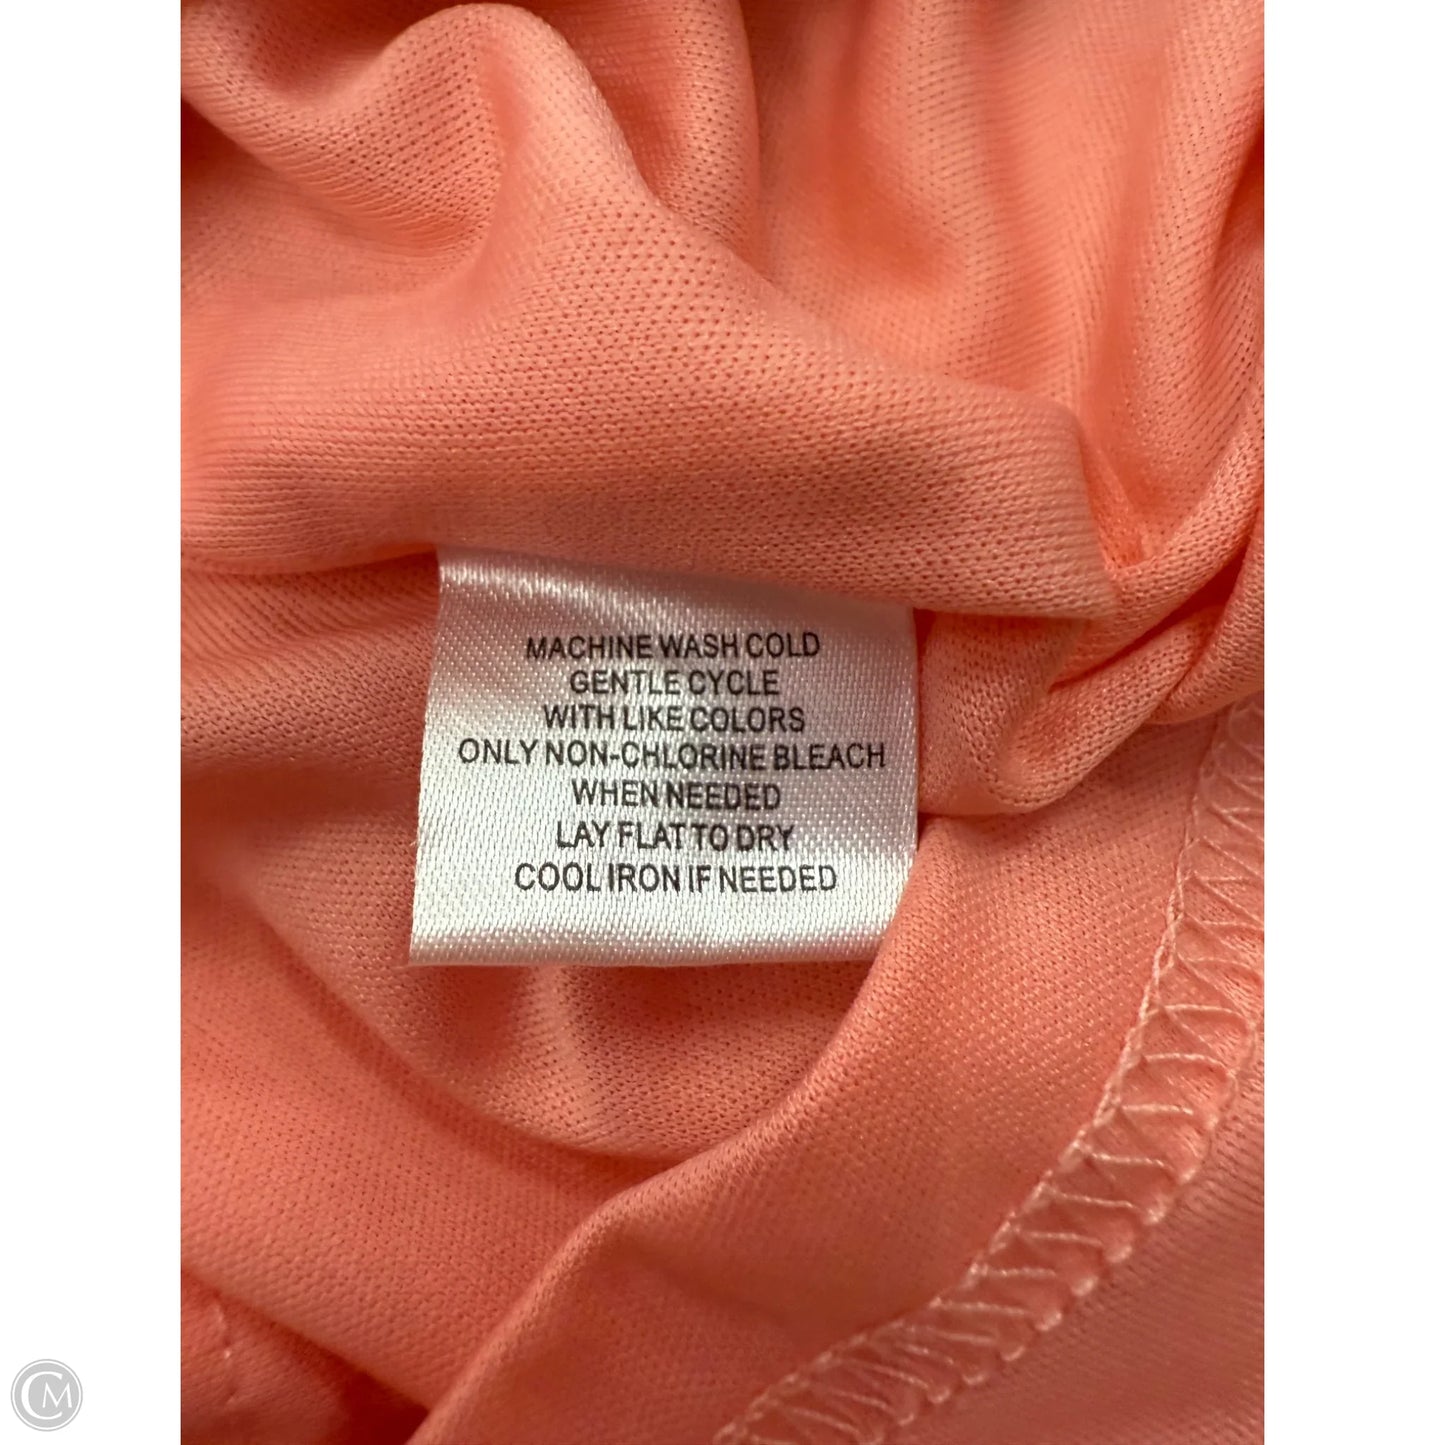 MACHINE WASH COLD
GENTLE CYCLE
WITH LIKE COLORS
ONLY NON-CHLORINE BLEACH
WHEN NEEDED
LAY FLAT TO DRY
COOL IRON IF NEEDED
CM